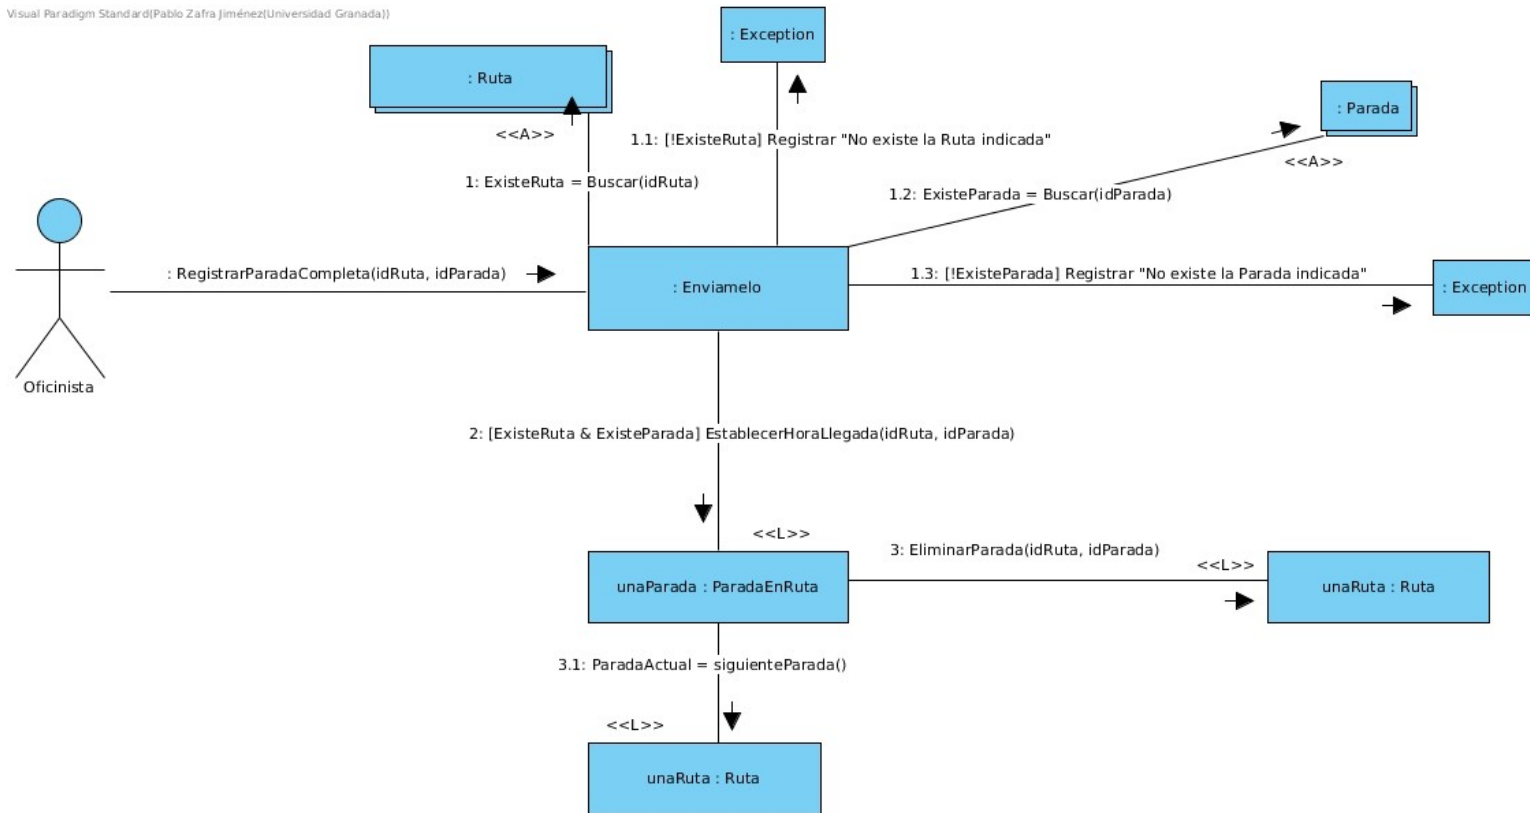 Visual Paradigm Standard(Pablo Zafra Jiménez(Universidad Granada))
: Exception
: Ruta
: Parada
<<A>>
1.1: [!ExisteRuta] Registrar "No existe la Ruta indicada"
<<A>>
1: ExisteRuta = Buscar(idRuta)
1.2: ExisteParada = Buscar(idParada)
: RegistrarParadaCompleta(idRuta, idParada)
: Enviamelo
1.3: [!ExisteParada] Registrar "No existe la Parada indicada"
: Exception
Oficinista
2: [ExisteRuta & ExisteParada] EstablecerHoraLlegada(idRuta, idParada)
<<L>>
3: EliminarParada(idRuta, idParada)
<<L>>
unaParada : ParadaEnRuta
unaRuta : Ruta
3.1: ParadaActual = siguienteParada()
<<L>>
unaRuta : Ruta